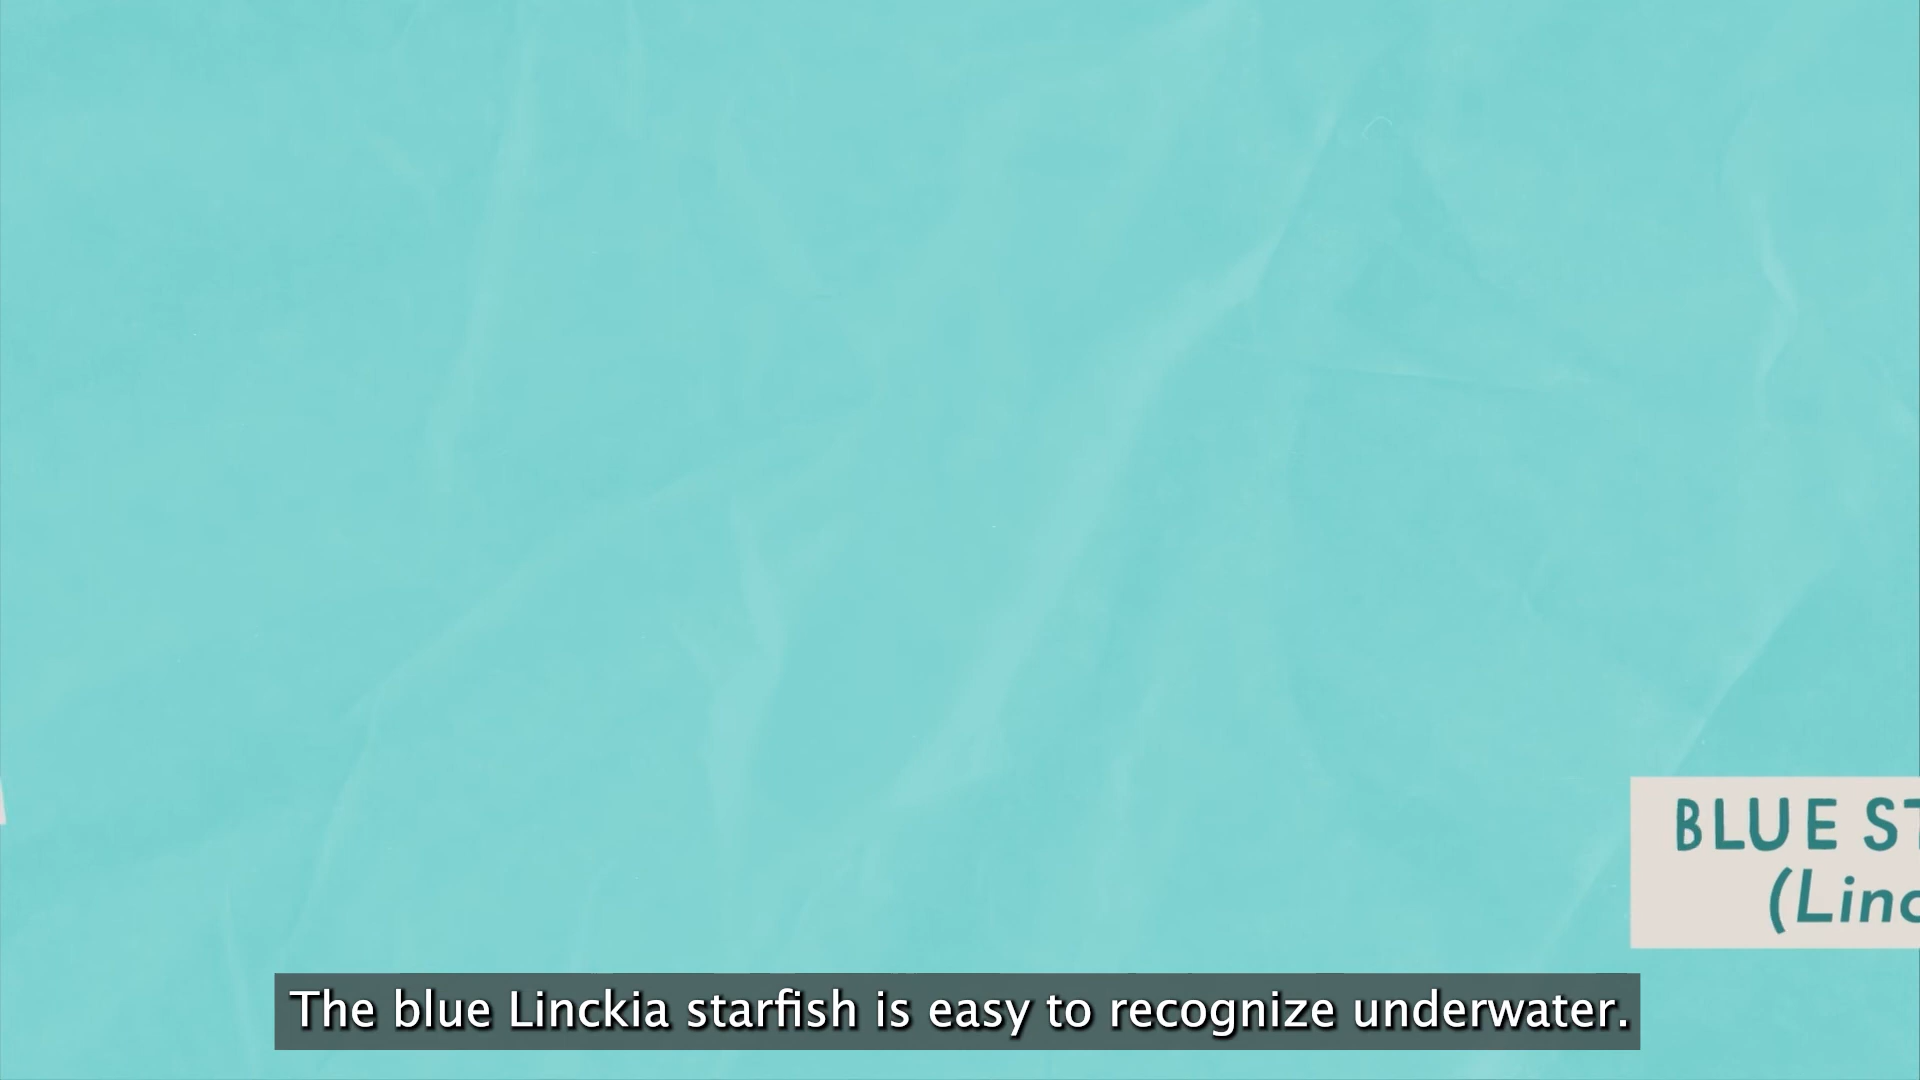 BLUE ST
(Linc
The blue Linckia starfish is easy to recognize underwater.